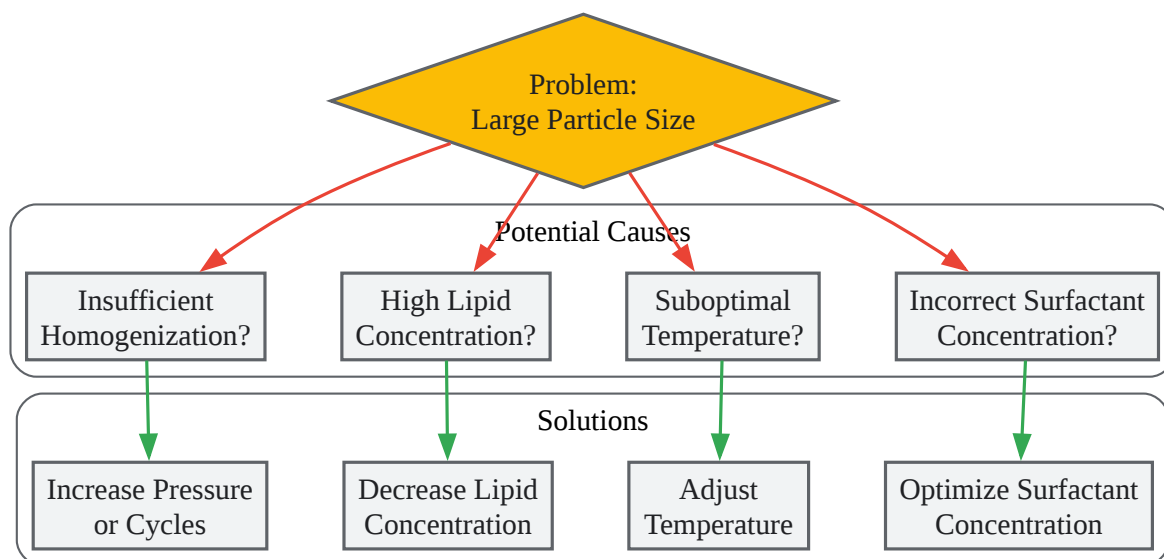 Problem:
Large Particle Size
Potential Causes
Insufficient
Homogenization?
High Lipid
Concentration?
Suboptimal
Temperature?
Incorrect Surfactant
Concentration?
Solutions
Increase Pressure
or Cycles
Decrease Lipid
Concentration
Adjust
Temperature
Optimize Surfactant
Concentration